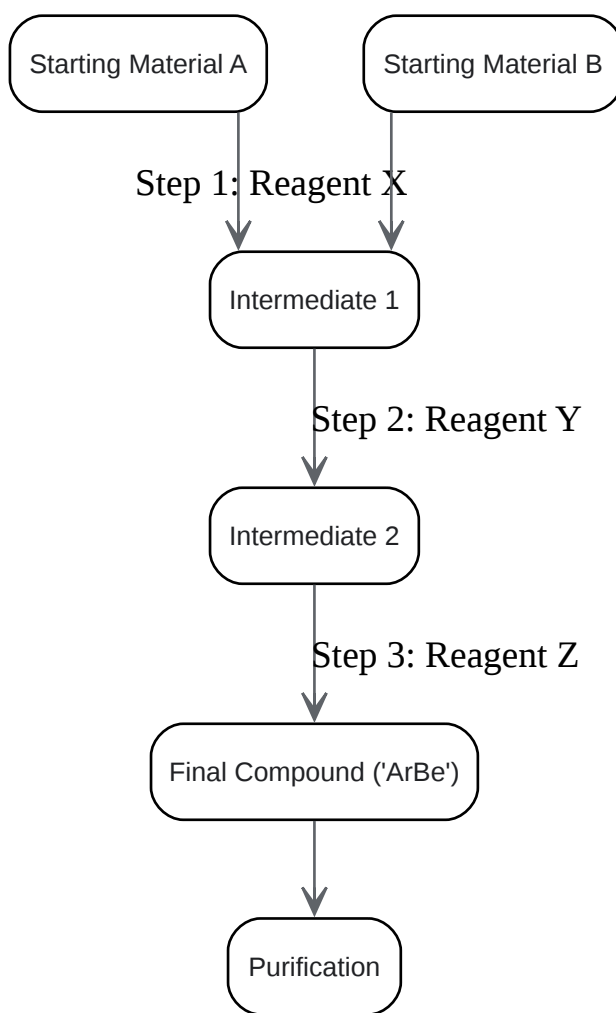 Starting Material A
Starting Material B
Step 1: Reagent X
Intermediate 1
Step 2: Reagent Y
Intermediate 2
Step 3: Reagent Z
Final Compound ('ArBe')
Purification